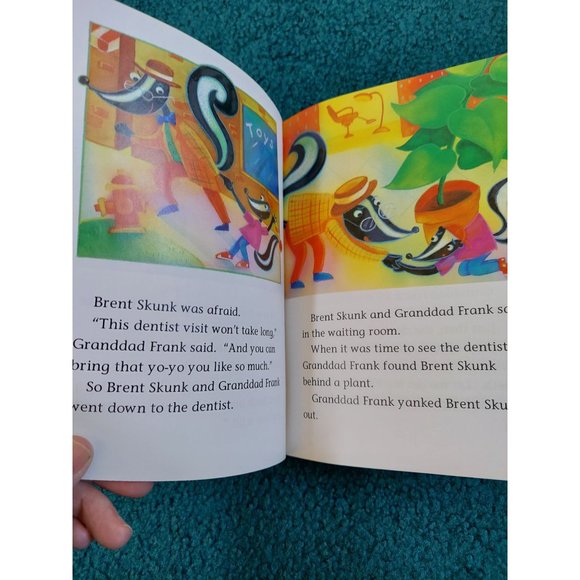 TOYS
Brent Skunk was afraid.
"This dentist visit won't take long,"
Granddad Frank said. "And you can
bring that yo-yo you like so much."
So Brent Skunk and Granddad Frank
went down to the dentist.
Brent Skunk and Granddad Frank
in the waiting room.
When it was time to see the dentist
Granddad Frank found Brent Skunk
behind a plant.
Granddad Frank yanked Brent
out.